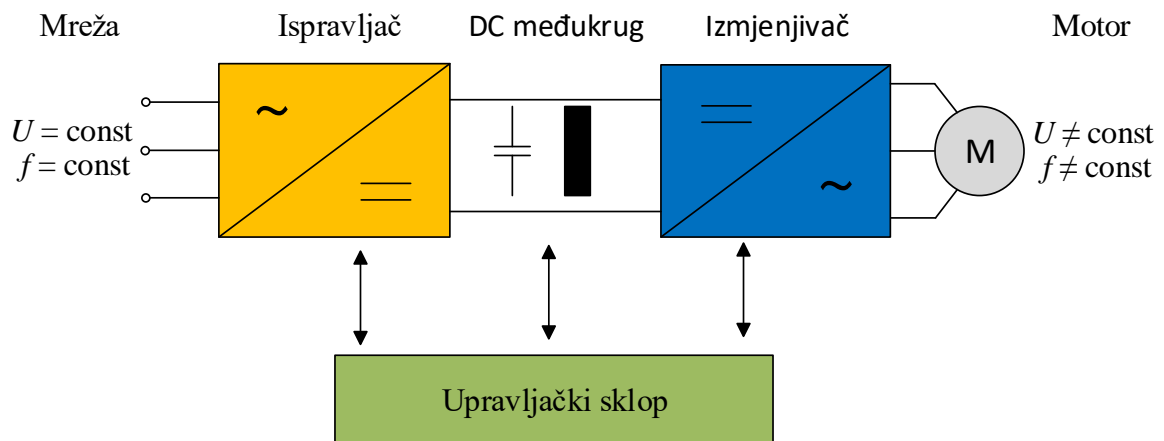 Mreža
Ispravljač
DC međukrug
Izmjenjivač
Motor
U = const
f = const
~
~
M
U ≠ const
f ≠ const
Upravljački sklop